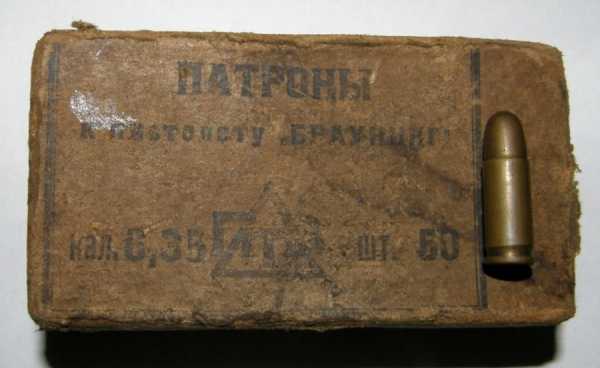 ПАТРОНЫ
к пистолету „БРАУНИНГ“
кал. 6,35 шт. 50